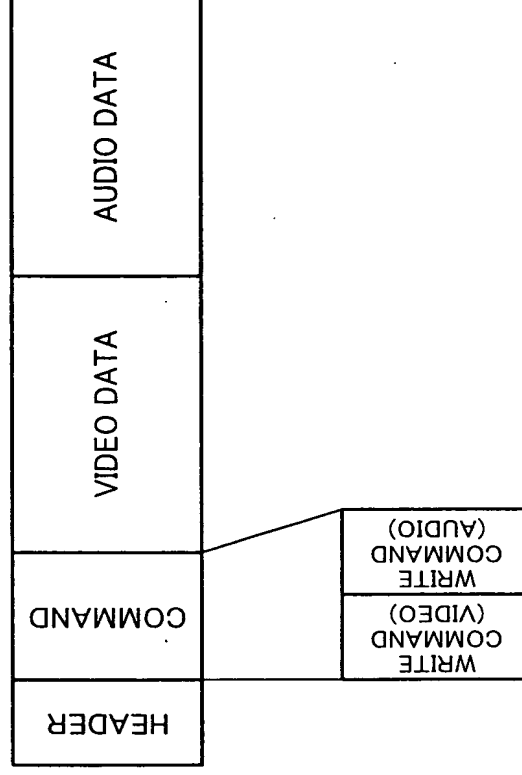 HEADER
COMMAND
VIDEO DATA
AUDIO DATA
WRITE
COMMAND
(VIDEO)
WRITE
COMMAND
(AUDIO)